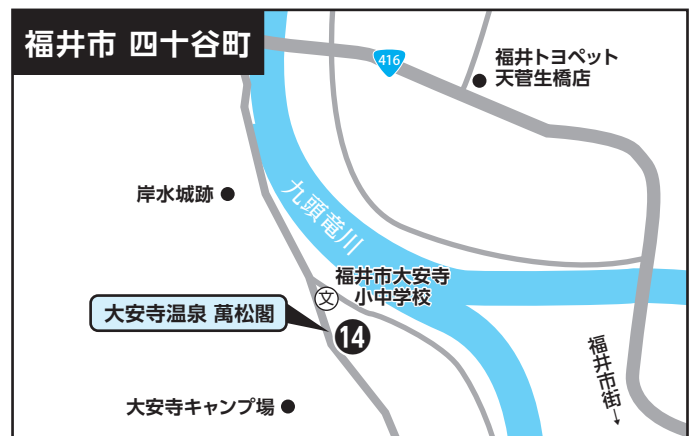 福井市 四十谷町
416
福井トヨペット
天菅生橋店
岸水城跡
九頭竜川
福井市大安寺
小中学校
文
大安寺温泉 萬松閣
14
福井市街→
大安寺キャンプ場